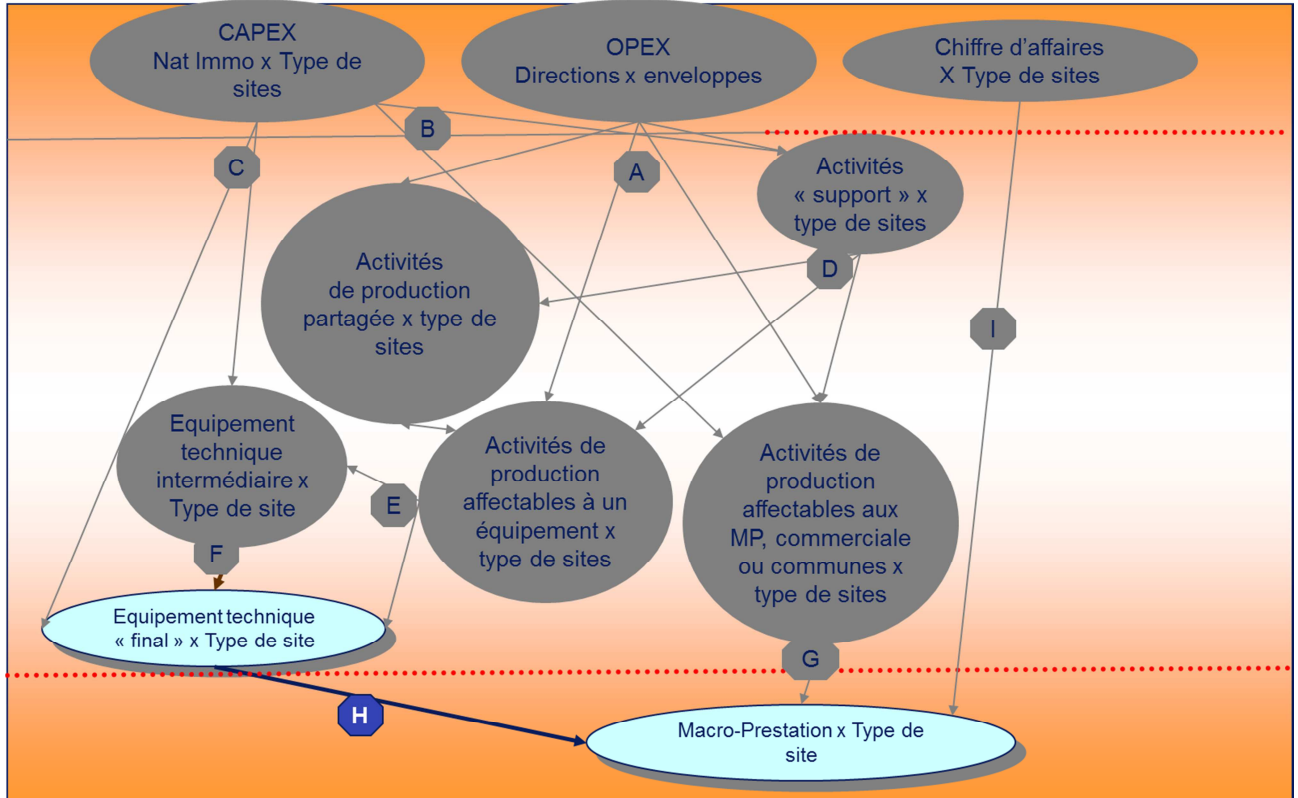 CAPEX
Nat Immo x Type de
sites
OPEX
Directions x enveloppes
Chiffre d'affaires
X Type de sites
B
C
A
Activités
« support » x
type de sites
D
Activités
de production
partagée x type de
sites
I
Equipement
technique
intermédiaire x
Type de site
E
Activités de
production
affectables à un
équipement x
type de sites
Activités de
production
affectables aux
MP, commerciale
ou communes x
type de sites
F
Equipement technique
« final » x Type de site
G
H
Macro-Prestation x Type de
site